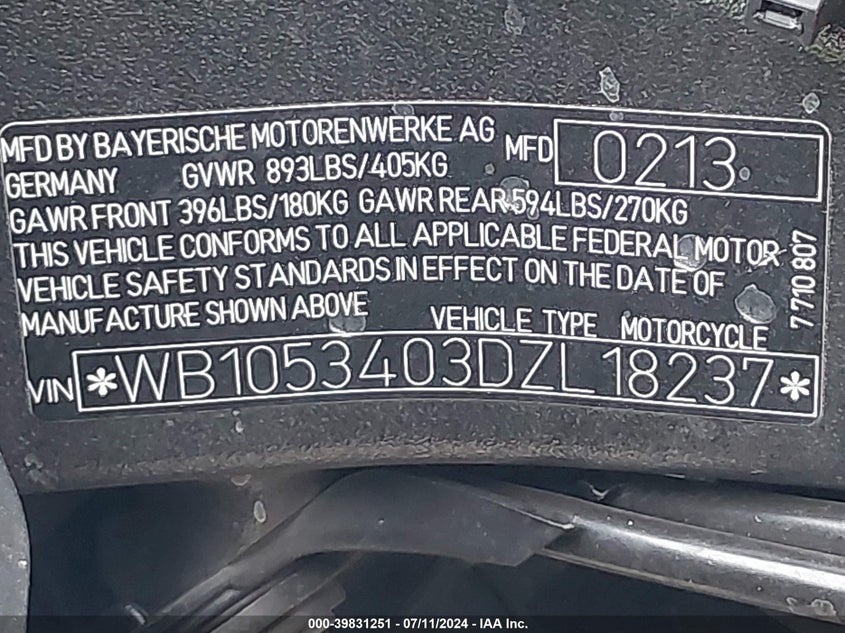 MFD BY BAYERISCHE MOTORENWERKE AG MFD 0213
GERMANY GVWR 893LBS/405KG
GAWR FRONT 396LBS/180KG GAWR REAR 594LBS/270KG
THIS VEHICLE CONFORMS TO ALL APPLICABLE FEDERAL MOTOR
VEHICLE SAFETY STANDARDS IN EFFECT ON THE DATE OF
MANUFACTURE SHOWN ABOVE
VEHICLE TYPE MOTORCYCLE
7 710 807
VIN *WB1053403DZL18237*
000-39831251 - 07/11/2024 - IAA Inc.